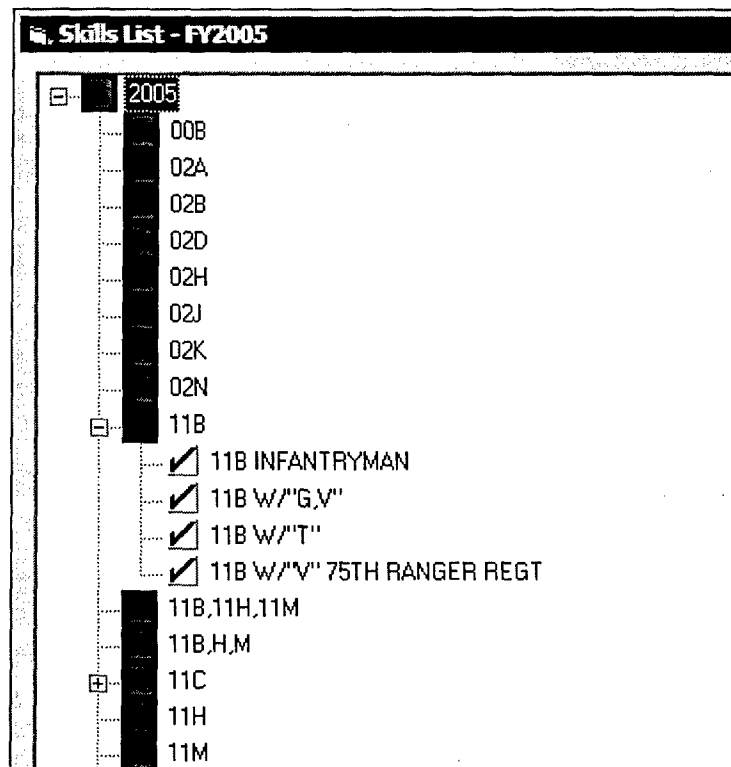 Skills List - FY2005
2005
00B
02A
02B
02D
02H
02J
02K
02N
11B
11B INFANTRYMAN
11B W/"G,V"
11B W/"T"
11B W/"V" 75TH RANGER REGT
11B,11H,11M
11B,H,M
11C
11H
11M